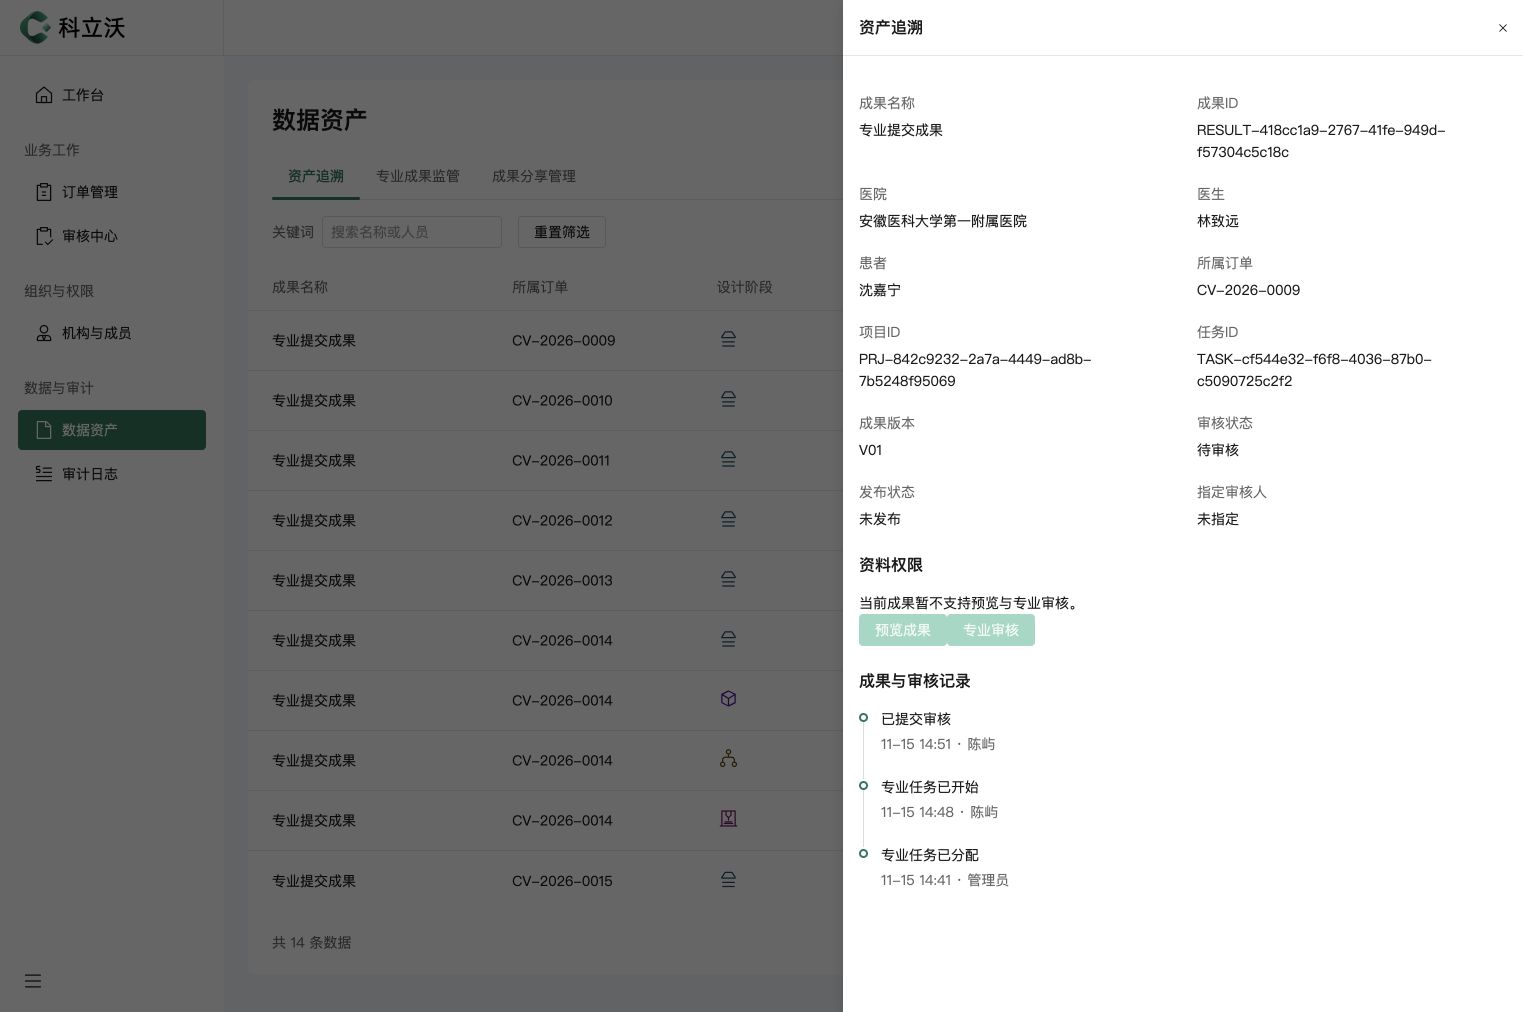 科立沃
工作台
业务工作
订单管理
审核中心
组织与权限
机构与成员
数据与审计
数据资产
审计日志
数据资产
资产追溯 专业成果监管 成果分享管理
关键词 搜索名称或人员 重置筛选
成果名称 所属订单 设计阶段
专业提交成果 CV-2026-0009
专业提交成果 CV-2026-0010
专业提交成果 CV-2026-0011
专业提交成果 CV-2026-0012
专业提交成果 CV-2026-0013
专业提交成果 CV-2026-0014
专业提交成果 CV-2026-0014
专业提交成果 CV-2026-0014
专业提交成果 CV-2026-0014
专业提交成果 CV-2026-0015
共 14 条数据
资产追溯
成果名称
专业提交成果
成果ID
RESULT-418cc1a9-2767-41fe-949d-
f57304c5c18c
医院
安徽医科大学第一附属医院
医生
林致远
患者
沈嘉宁
所属订单
CV-2026-0009
项目ID
PRJ-842c9232-2a7a-4449-ad8b-
7b5248f95069
任务ID
TASK-cf544e32-f6f8-4036-87b0-
c5090725c2f2
成果版本
V01
审核状态
待审核
发布状态
未发布
指定审核人
未指定
资料权限
当前成果暂不支持预览与专业审核。
预览成果 专业审核
成果与审核记录
已提交审核
11-15 14:51 · 陈屿
专业任务已开始
11-15 14:48 · 陈屿
专业任务已分配
11-15 14:41 · 管理员